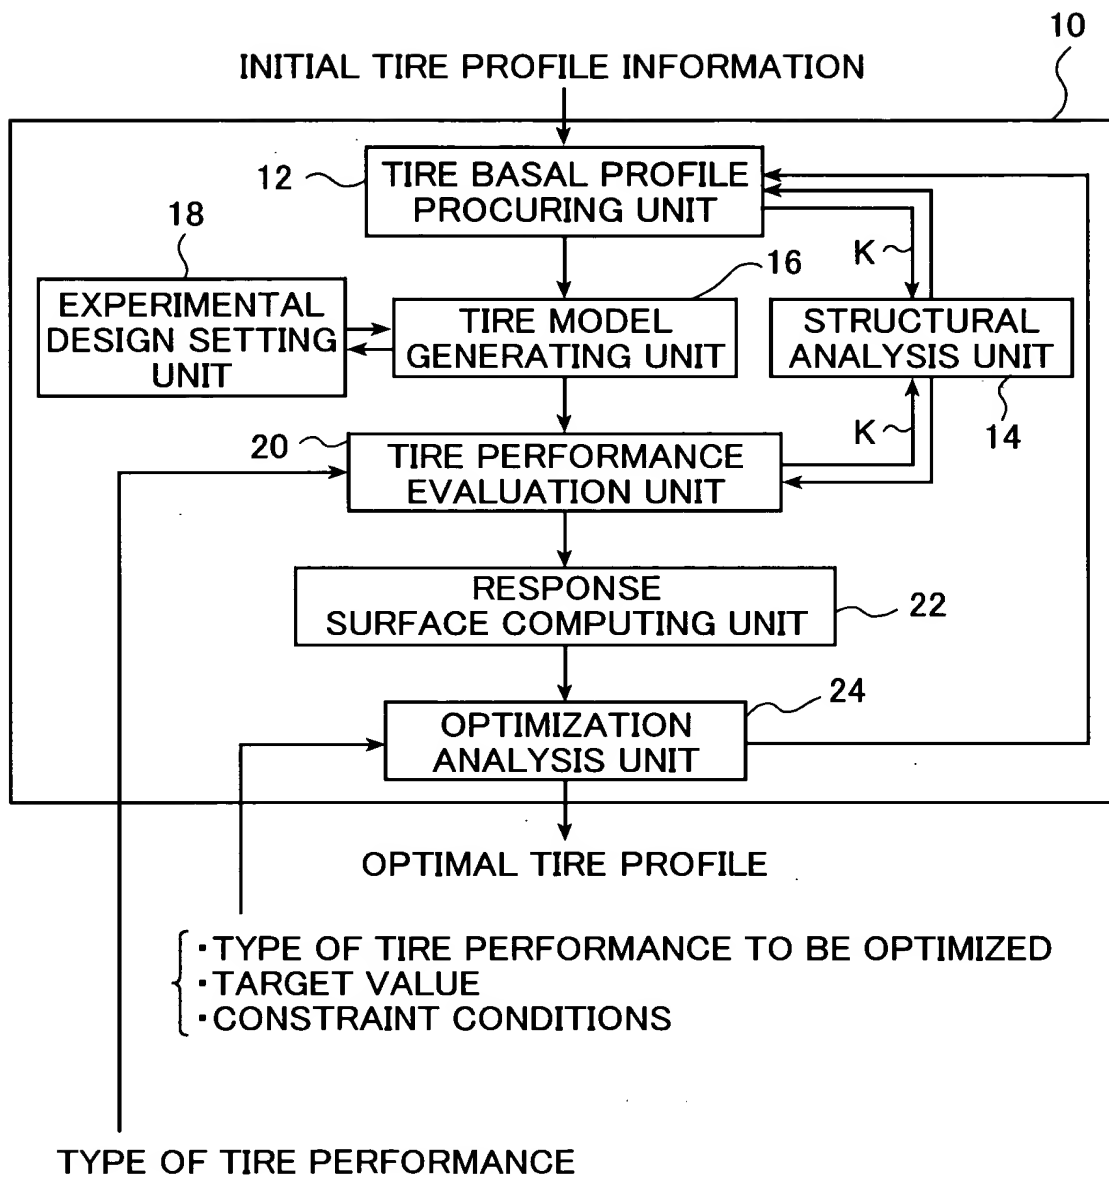 10
INITIAL TIRE PROFILE INFORMATION
12
TIRE BASAL PROFILE
PROCURING UNIT
18
K
16
EXPERIMENTAL
DESIGN SETTING
UNIT
TIRE MODEL
GENERATING UNIT
STRUCTURAL
ANALYSIS UNIT
20
K
14
TIRE PERFORMANCE
EVALUATION UNIT
RESPONSE
SURFACE COMPUTING UNIT
22
24
OPTIMIZATION
ANALYSIS UNIT
OPTIMAL TIRE PROFILE
・TYPE OF TIRE PERFORMANCE TO BE OPTIMIZED
・TARGET VALUE
・CONSTRAINT CONDITIONS
TYPE OF TIRE PERFORMANCE